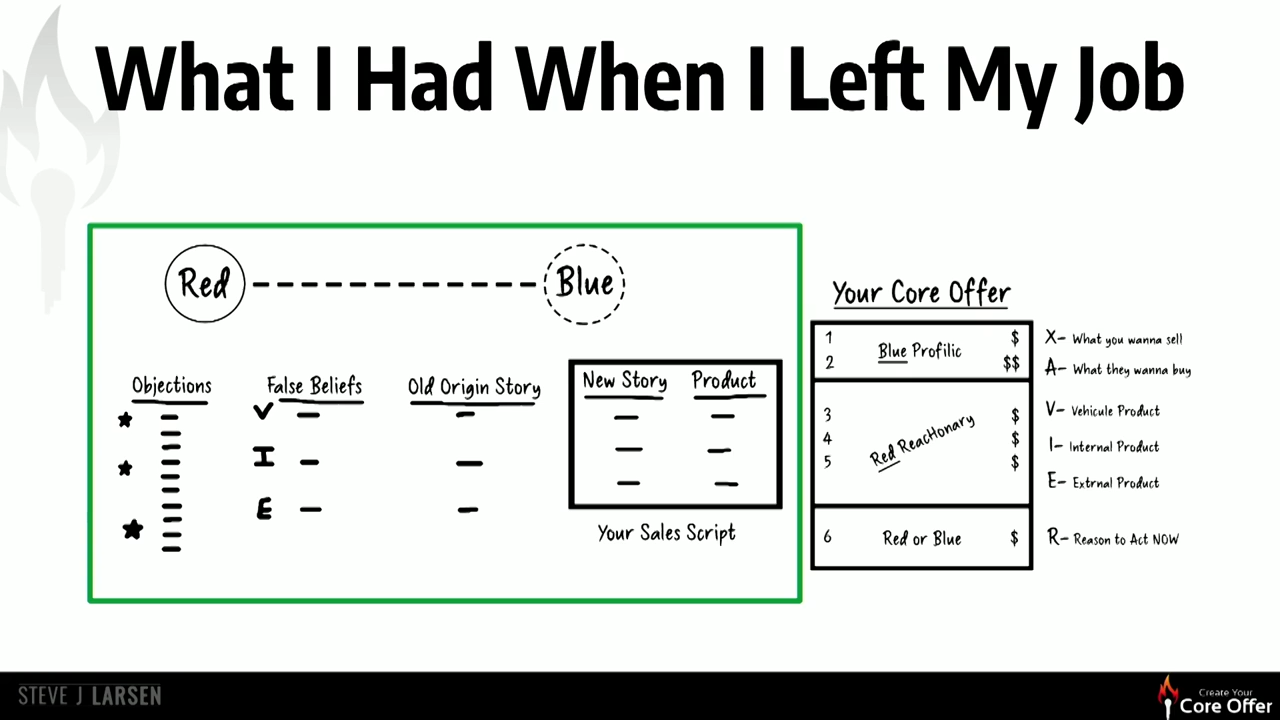 What I Had When I Left My Job
Red
Blue
Objections
False Beliefs
Old Origin Story
New Story
Product
V
I
E
Your Sales Script
Your Core Offer
1 $ X- What you wanna sell
Blue Profilic
2 $$ A- What they wanna buy
3 $ V- Vehicule Product
4 $ I- Internal Product
Red ReacHonary
5 $ E- Extrnal Product
6 Red or Blue $ R- Reason to Act NOW
STEVE J LARSEN
Create Your
Core Offer